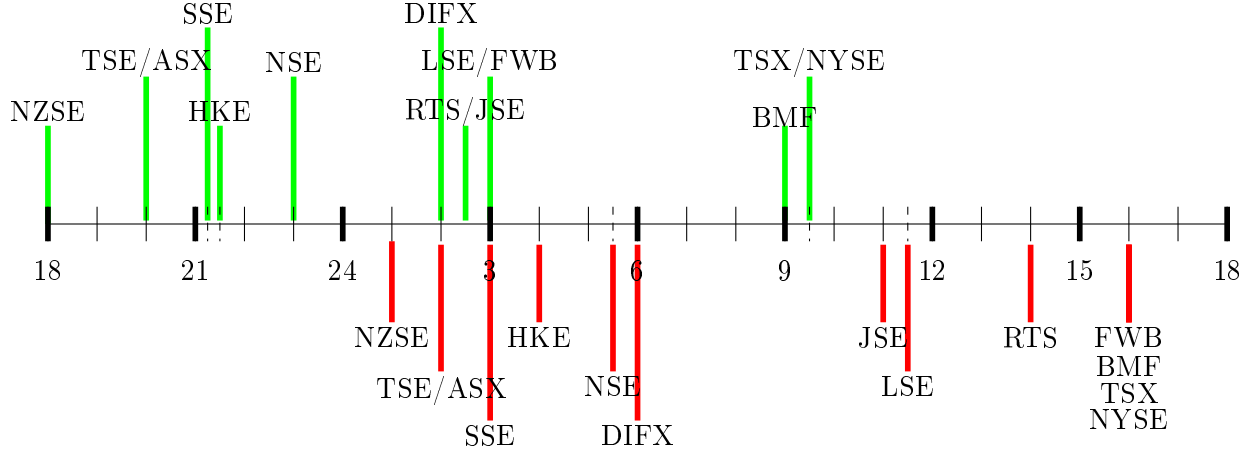 SSE
DIFX
TSE/ASX
NSE
LSE/FWB
TSX/NYSE
NZSE
HKE
RTS/JSE
BMF
18
21
24
3
6
9
12
15
18
NZSE
HKE
JSE
RTS
FWB
BMF
TSX
NYSE
TSE/ASX
NSE
LSE
SSE
DIFX